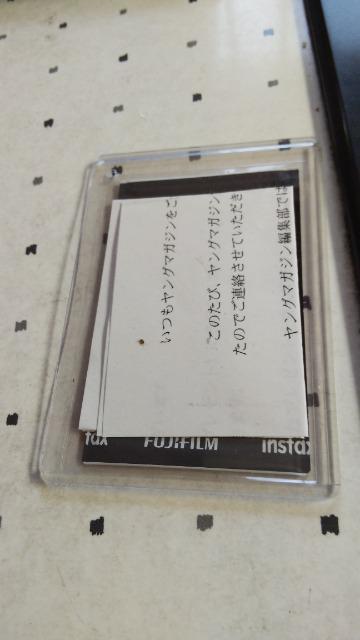 いつもヤングマガジンをご
このたび、ヤングマガジン
たのでご連絡させていただき
ヤングマガジン編集部では
tax FUJIFILM instax